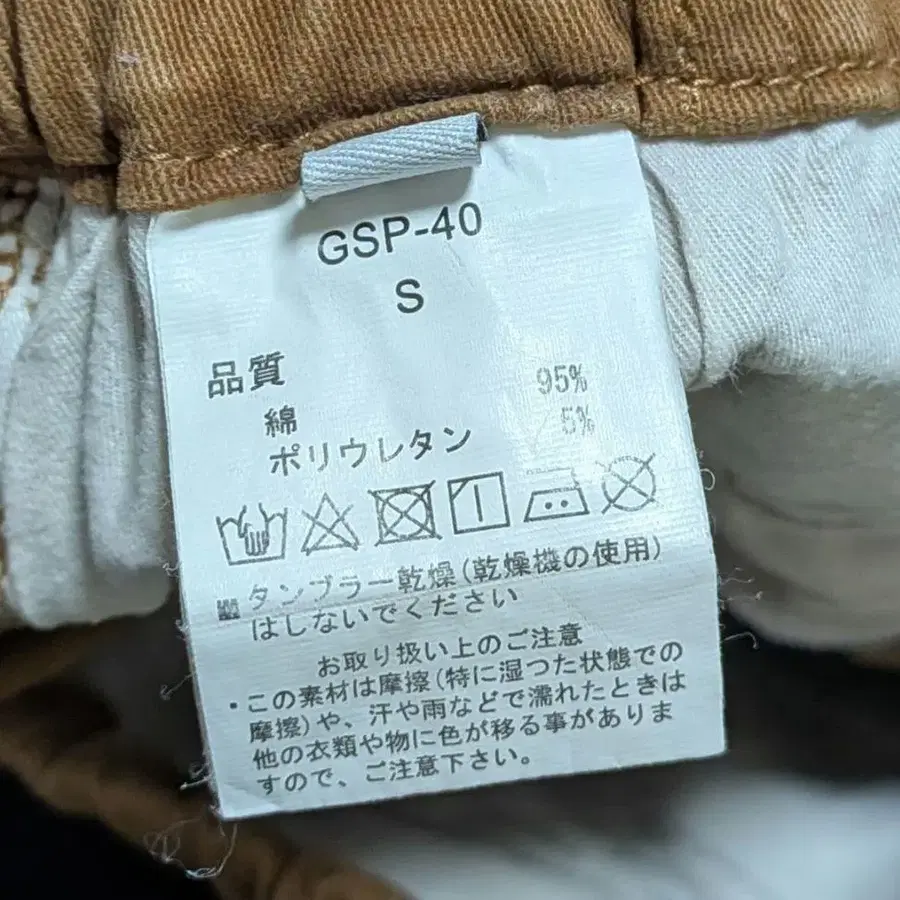 GSP-40
S
品質
綿 95%
ポリウレタン 5%
タンブラー乾燥(乾燥機の使用)
はしないでください
お取り扱い上のご注意
・この素材は摩擦(特に湿つた状態での
摩擦)や、汗や雨などで濡れたときは
他の衣類や物に色が移る事がありま
すので、ご注意下さい。